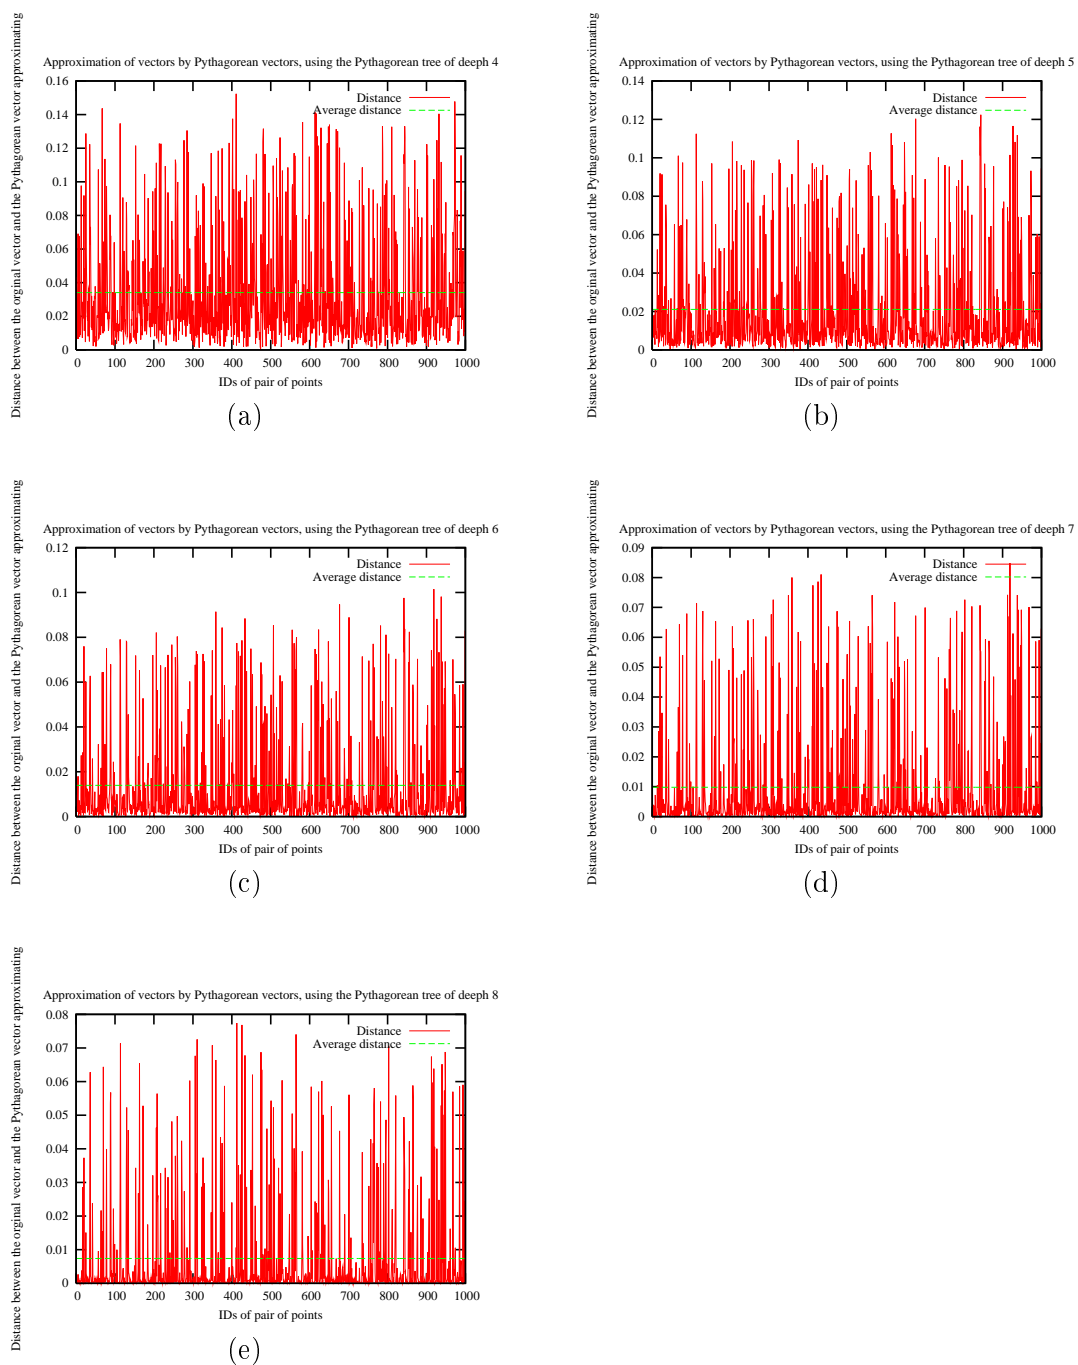 Approximation of vectors by Pythagorean vectors, using the Pythagorean tree of deeph 4
Distance between the orginal vector and the Pythagorean vector approximating
0.16
0.14
0.12
0.1
0.08
0.06
0.04
0.02
0
Distance
Average distance
0 100 200 300 400 500 600 700 800 900 1000
IDs of pair of points
(a)
Approximation of vectors by Pythagorean vectors, using the Pythagorean tree of deeph 5
Distance between the orginal vector and the Pythagorean vector approximating
0.14
0.12
0.1
0.08
0.06
0.04
0.02
0
Distance
Average distance
0 100 200 300 400 500 600 700 800 900 1000
IDs of pair of points
(b)
Approximation of vectors by Pythagorean vectors, using the Pythagorean tree of deeph 6
Distance between the orginal vector and the Pythagorean vector approximating
0.12
0.1
0.08
0.06
0.04
0.02
0
Distance
Average distance
0 100 200 300 400 500 600 700 800 900 1000
IDs of pair of points
(c)
Approximation of vectors by Pythagorean vectors, using the Pythagorean tree of deeph 7
Distance between the orginal vector and the Pythagorean vector approximating
0.09
0.08
0.07
0.06
0.05
0.04
0.03
0.02
0.01
0
Distance
Average distance
0 100 200 300 400 500 600 700 800 900 1000
IDs of pair of points
(d)
Approximation of vectors by Pythagorean vectors, using the Pythagorean tree of deeph 8
Distance between the orginal vector and the Pythagorean vector approximating
0.08
0.07
0.06
0.05
0.04
0.03
0.02
0.01
0
Distance
Average distance
0 100 200 300 400 500 600 700 800 900 1000
IDs of pair of points
(e)